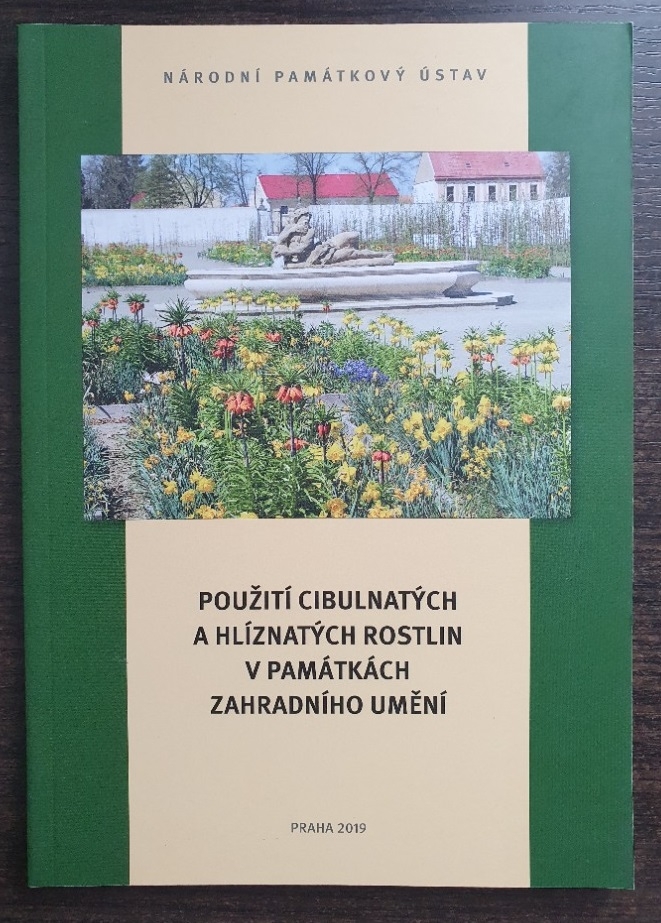 NÁRODNÍ PAMÁTKOVÝ ÚSTAV
POUŽITÍ CIBULNATÝCH
A HLÍZNATÝCH ROSTLIN
V PAMÁTKÁCH
ZAHRADNÍHO UMĚNÍ
PRAHA 2019